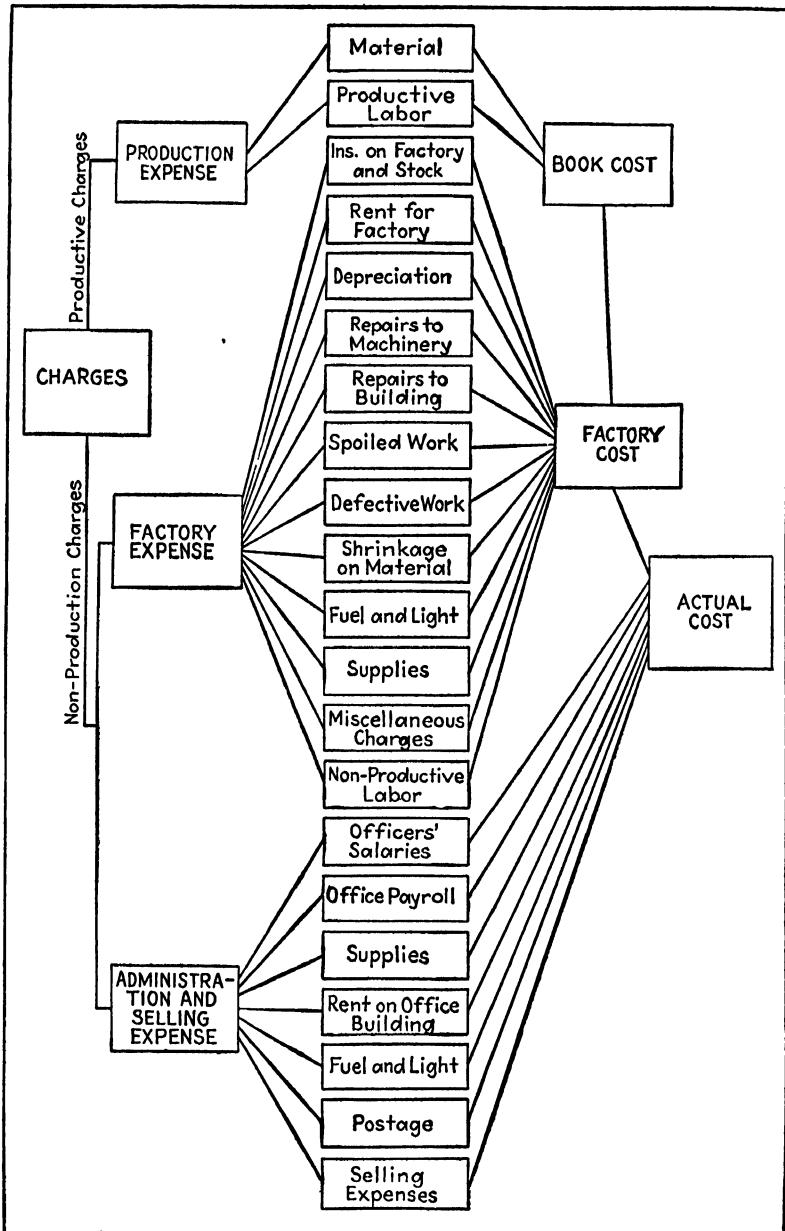 CHARGES
Productive Charges
Non-Production Charges
PRODUCTION
EXPENSE
FACTORY
EXPENSE
ADMINISTRA-
TION AND
SELLING
EXPENSE
Material
Productive
Labor
Ins. on Factory
and Stock
Rent for
Factory
Depreciation
Repairs to
Machinery
Repairs to
Building
Spoiled Work
Defective Work
Shrinkage
on Material
Fuel and Light
Supplies
Miscellaneous
Charges
Non-Productive
Labor
Officers'
Salaries
Office Payroll
Supplies
Rent on Office
Building
Fuel and Light
Postage
Selling
Expenses
BOOK COST
FACTORY
COST
ACTUAL
COST